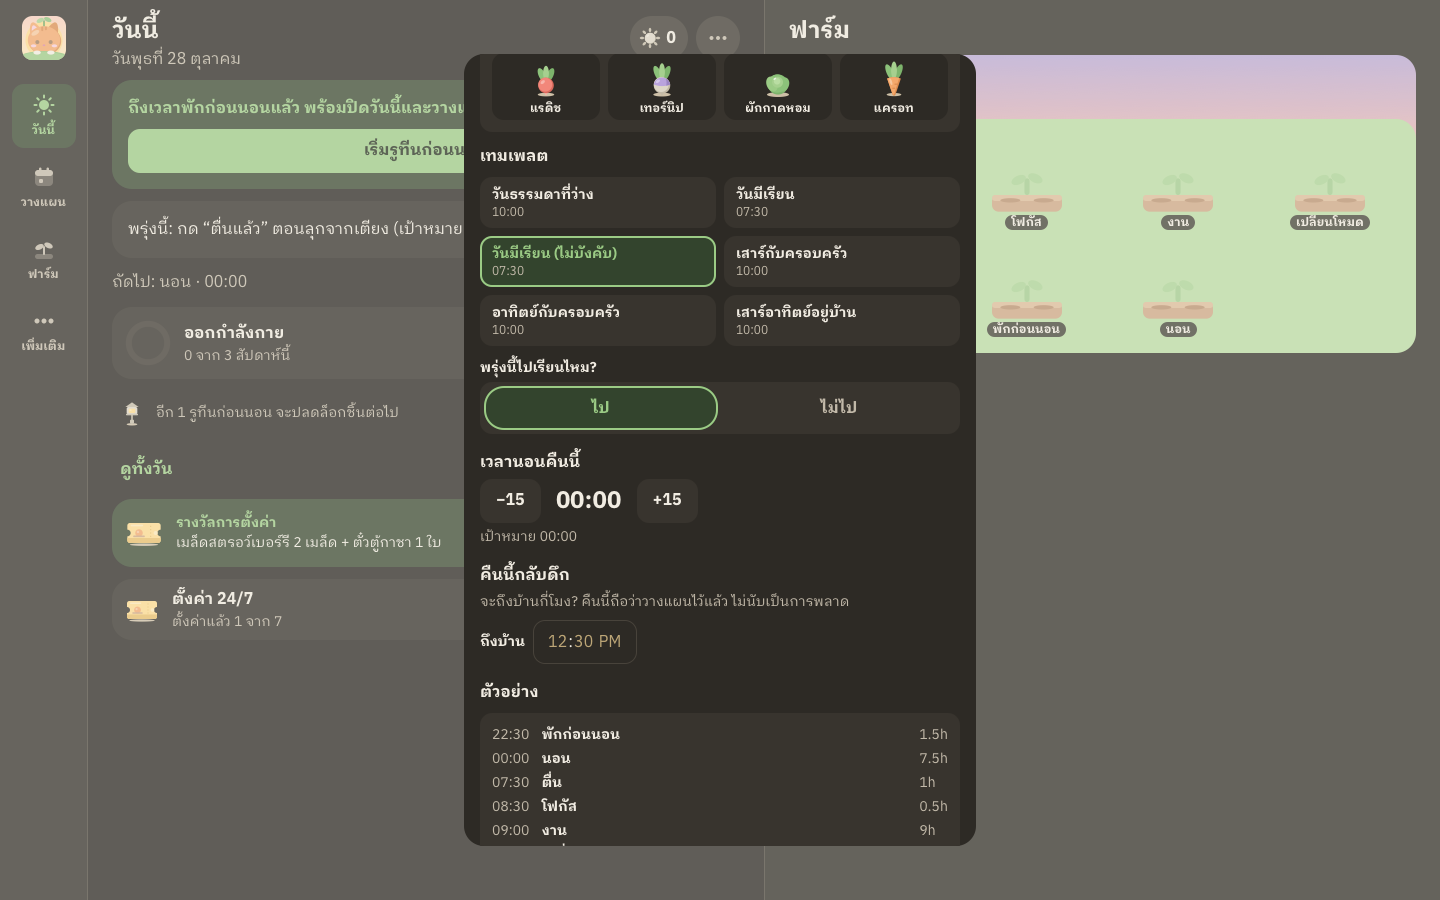 วันนี้
วางแผน
ฟาร์ม
เพิ่มเติม
วันนี้
วันพุธที่ 28 ตุลาคม
0
ถึงเวลาพักก่อนนอนแล้ว พร้อมปิดวันนี้และวาง
เริ่มรูทีนก่อนน
พรุ่งนี้: กด “ตื่นแล้ว” ตอนลุกจากเตียง (เป้าหมาย
ถัดไป: นอน · 00:00
ออกกำลังกาย
0 จาก 3 สัปดาห์นี้
อีก 1 รูทีนก่อนนอน จะปลดล็อกชิ้นต่อไป
ดูทั้งวัน
รางวัลการตั้งค่า
เมล็ดสตรอว์เบอร์รี 2 เมล็ด + ตั๋วตู้กาชา 1 ใบ
ตั้งค่า 24/7
ตั้งค่าแล้ว 1 จาก 7
แรดิช
เทอร์นิป
ผักกาดหอม
แครอท
เทมเพลต
วันธรรมดาที่ว่าง
10:00
วันมีเรียน
07:30
วันมีเรียน (ไม่บังคับ)
07:30
เสาร์กับครอบครัว
10:00
อาทิตย์กับครอบครัว
10:00
เสาร์อาทิตย์อยู่บ้าน
10:00
พรุ่งนี้ไปเรียนไหม?
ไป
ไม่ไป
เวลานอนคืนนี้
−15
00:00
+15
เป้าหมาย 00:00
คืนนี้กลับดึก
จะถึงบ้านกี่โมง? คืนนี้ถือว่าวางแผนไว้แล้ว ไม่นับเป็นการพลาด
ถึงบ้าน 12:30 PM
ตัวอย่าง
22:30 พักก่อนนอน 1.5h
00:00 นอน 7.5h
07:30 ตื่น 1h
08:30 โฟกัส 0.5h
09:00 งาน 9h
ฟาร์ม
โฟกัส
งาน
เปลี่ยนโหมด
พักก่อนนอน
นอน